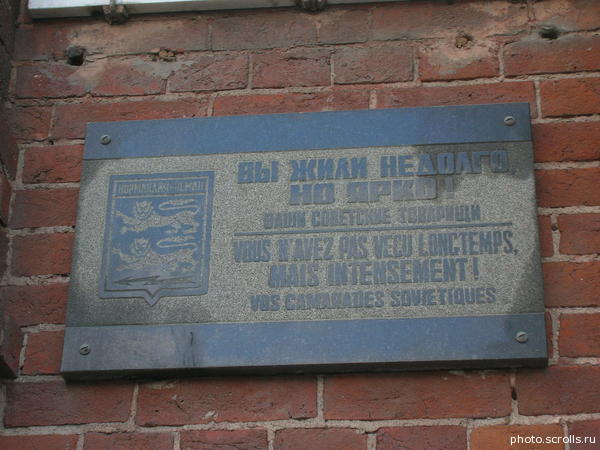 НОРМАНДИЯ-НЕМАН
ВЫ ЖИЛИ НЕДОЛГО,
НО ЯРКО!
ВАШИ СОВЕТСКИЕ ТОВАРИЩИ
VOUS N'AVEZ PAS VECU LONGTEMPS,
MAIS INTENSEMENT!
VOS CAMARADES SOVIETIQUES
photo.scrolls.ru